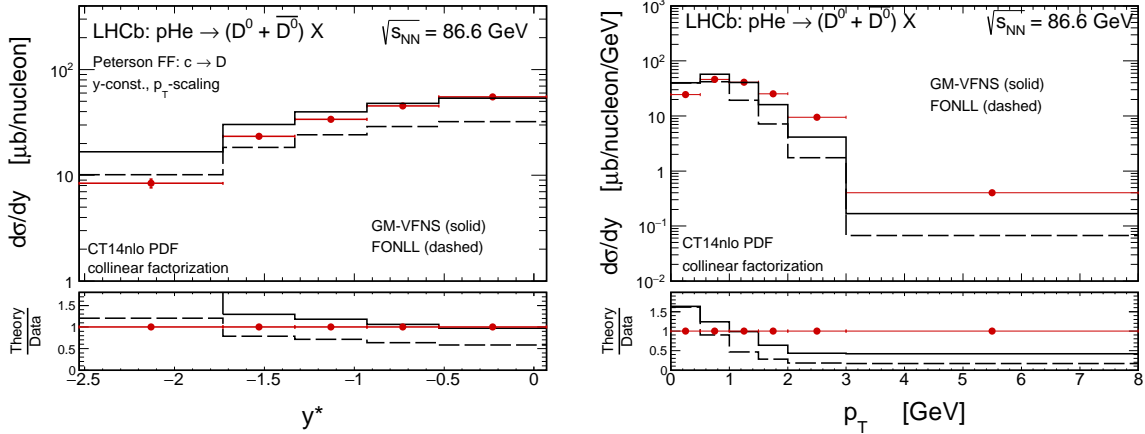 LHCb: pHe → (D⁰ + D̅⁰) X √s_NN = 86.6 GeV
Peterson FF: c → D
y-const., p_T-scaling
10²
10
1
dσ/dy [μb/nucleon]
GM-VFNS (solid)
FONLL (dashed)
CT14nlo PDF
collinear factorization
Theory
Data
1.5
1
0.5
0
−2.5 −2 −1.5 −1 −0.5 0
y*
LHCb: pHe → (D⁰ + D̅⁰) X √s_NN = 86.6 GeV
10³
10²
10
1
10⁻¹
10⁻²
dσ/dy [μb/nucleon/GeV]
GM-VFNS (solid)
FONLL (dashed)
CT14nlo PDF
collinear factorization
Theory
Data
1.5
1
0.5
0
0 1 2 3 4 5 6 7 8
p_T [GeV]